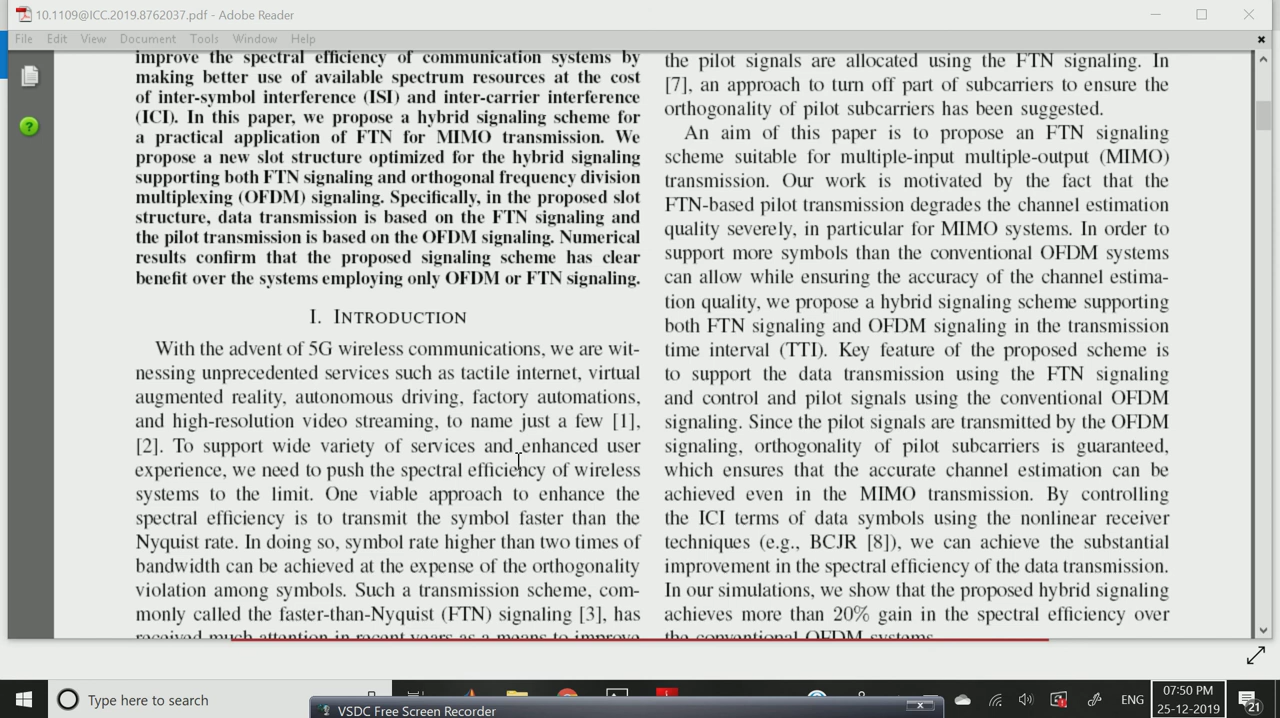 10.1109@ICC.2019.8762037.pdf - Adobe Reader
File Edit View Document Tools Window Help
improve the spectral efficiency of communication systems by
making better use of available spectrum resources at the cost
of inter-symbol interference (ISI) and inter-carrier interference
(ICI). In this paper, we propose a hybrid signaling scheme for
a practical application of FTN for MIMO transmission. We
propose a new slot structure optimized for the hybrid signaling
supporting both FTN signaling and orthogonal frequency division
multiplexing (OFDM) signaling. Specifically, in the proposed slot
structure, data transmission is based on the FTN signaling and
the pilot transmission is based on the OFDM signaling. Numerical
results confirm that the proposed signaling scheme has clear
benefit over the systems employing only OFDM or FTN signaling.
I. INTRODUCTION
With the advent of 5G wireless communications, we are wit-
nessing unprecedented services such as tactile internet, virtual
augmented reality, autonomous driving, factory automations,
and high-resolution video streaming, to name just a few [1],
[2]. To support wide variety of services and enhanced user
experience, we need to push the spectral efficiency of wireless
systems to the limit. One viable approach to enhance the
spectral efficiency is to transmit the symbol faster than the
Nyquist rate. In doing so, symbol rate higher than two times of
bandwidth can be achieved at the expense of the orthogonality
violation among symbols. Such a transmission scheme, com-
monly called the faster-than-Nyquist (FTN) signaling [3], has
received much attention in recent years as a means to improve
the pilot signals are allocated using the FTN signaling. In
[7], an approach to turn off part of subcarriers to ensure the
orthogonality of pilot subcarriers has been suggested.
An aim of this paper is to propose an FTN signaling
scheme suitable for multiple-input multiple-output (MIMO)
transmission. Our work is motivated by the fact that the
FTN-based pilot transmission degrades the channel estimation
quality severely, in particular for MIMO systems. In order to
support more symbols than the conventional OFDM systems
can allow while ensuring the accuracy of the channel estima-
tion quality, we propose a hybrid signaling scheme supporting
both FTN signaling and OFDM signaling in the transmission
time interval (TTI). Key feature of the proposed scheme is
to support the data transmission using the FTN signaling
and control and pilot signals using the conventional OFDM
signaling. Since the pilot signals are transmitted by the OFDM
signaling, orthogonality of pilot subcarriers is guaranteed,
which ensures that the accurate channel estimation can be
achieved even in the MIMO transmission. By controlling
the ICI terms of data symbols using the nonlinear receiver
techniques (e.g., BCJR [8]), we can achieve the substantial
improvement in the spectral efficiency of the data transmission.
In our simulations, we show that the proposed hybrid signaling
achieves more than 20% gain in the spectral efficiency over
the conventional OFDM systems.
Type here to search
VSDC Free Screen Recorder
ENG
07:50 PM
25-12-2019
21